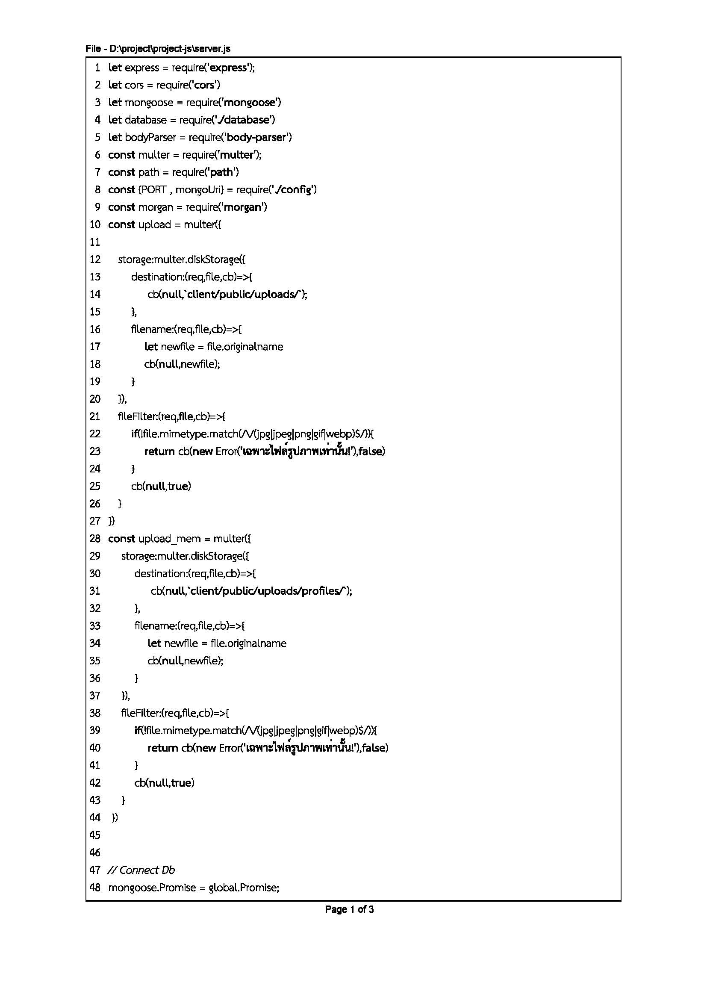 File - D:\project\project-js\server.js
1 let express = require('express');
2 let cors = require('cors')
3 let mongoose = require('mongoose')
4 let database = require('./database')
5 let bodyParser = require('body-parser')
6 const multer = require('multer');
7 const path = require('path')
8 const {PORT , mongoUri} = require('./config')
9 const morgan = require('morgan')
10 const upload = multer({
11
12 storage:multer.diskStorage({
13 destination:(req,file,cb)=>{
14 cb(null,`client/public/uploads/`);
15 },
16 filename:(req,file,cb)=>{
17 let newfile = file.originalname
18 cb(null,newfile);
19 }
20 }),
21 fileFilter:(req,file,cb)=>{
22 if(!file.mimetype.match(/\/(jpg|jpeg|png|gif|webp)$/)){
23 return cb(new Error('เฉพาะไฟล์รูปภาพเท่านั้น!'),false)
24 }
25 cb(null,true)
26 }
27 })
28 const upload_mem = multer({
29 storage:multer.diskStorage({
30 destination:(req,file,cb)=>{
31 cb(null,`client/public/uploads/profiles/`);
32 },
33 filename:(req,file,cb)=>{
34 let newfile = file.originalname
35 cb(null,newfile);
36 }
37 }),
38 fileFilter:(req,file,cb)=>{
39 if(!file.mimetype.match(/\/(jpg|jpeg|png|gif|webp)$/)){
40 return cb(new Error('เฉพาะไฟล์รูปภาพเท่านั้น!'),false)
41 }
42 cb(null,true)
43 }
44 })
45
46
47 // Connect Db
48 mongoose.Promise = global.Promise;
Page 1 of 3